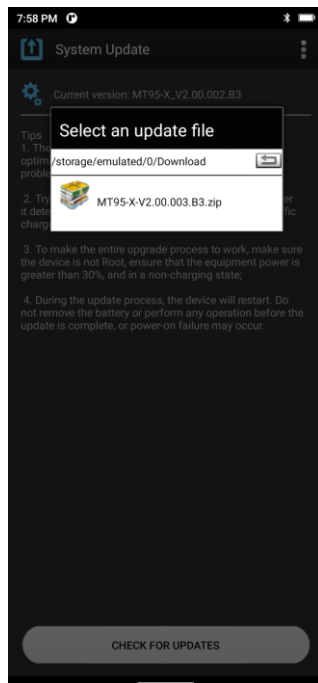 7:58 PM
System Update
Current version: MT95-X_V2.00.002.B3
Tips
Select an update file
1. The
optim
/storage/emulated/0/Download
proble
MT95-X-V2.00.003.B3.zip
2. Try
er
it dete
fic
charg
3. To make the entire upgrade process to work, make sure
the device is not Root, ensure that the equipment power is
greater than 30%, and in a non-charging state;
4. During the update process, the device will restart. Do
not remove the battery or perform any operation before the
update is complete, or power-on failure may occur.
CHECK FOR UPDATES